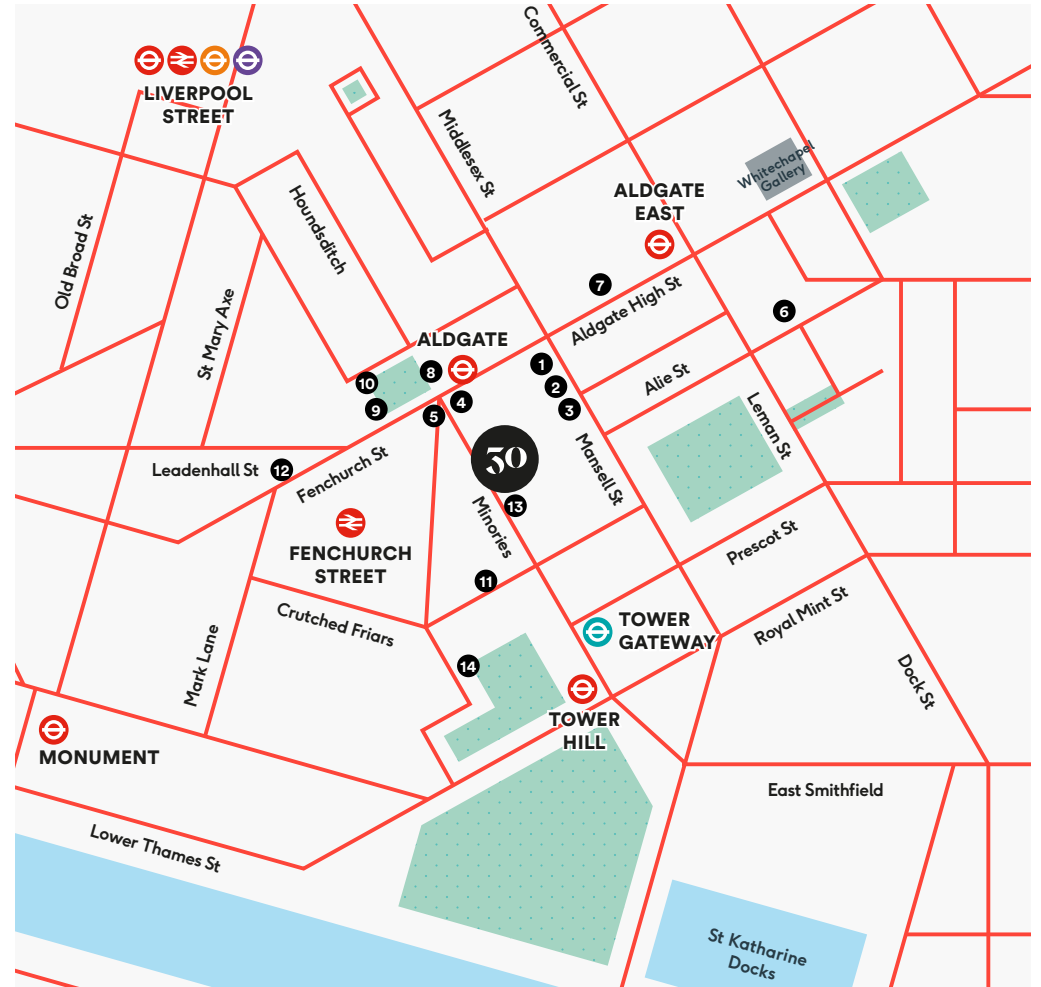 Commercial St
LIVERPOOL
STREET
Middlesex St
Whitechapel
Gallery
ALDGATE
EAST
Houndsditch
Old Broad St
St Mary Axe
7
Aldgate High St
6
ALDGATE
1
8
10
2
Alie St
4
3
9
5
Leman St
Mansell St
30
Leadenhall St
12
Fenchurch St
13
Minories
FENCHURCH
STREET
Prescot St
11
Crutched Friars
Royal Mint St
TOWER
GATEWAY
14
Mark Lane
Dock St
TOWER
HILL
MONUMENT
East Smithfield
Lower Thames St
St Katharine
Docks